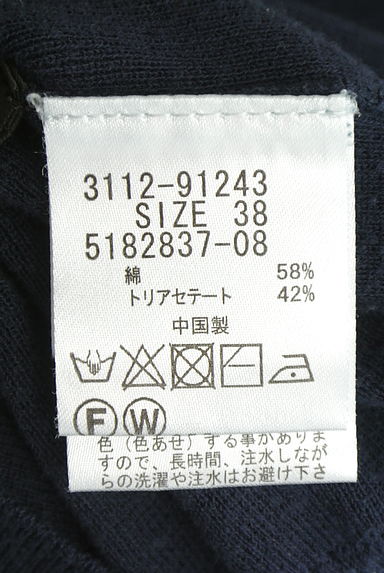 3112-91243
SIZE 38
5182837-08
綿 58%
トリアセテート 42%
中国製
F W
色(色あせ)する事がありま
すので、長時間、注水しなが
らの洗濯や注水はお避け下さ